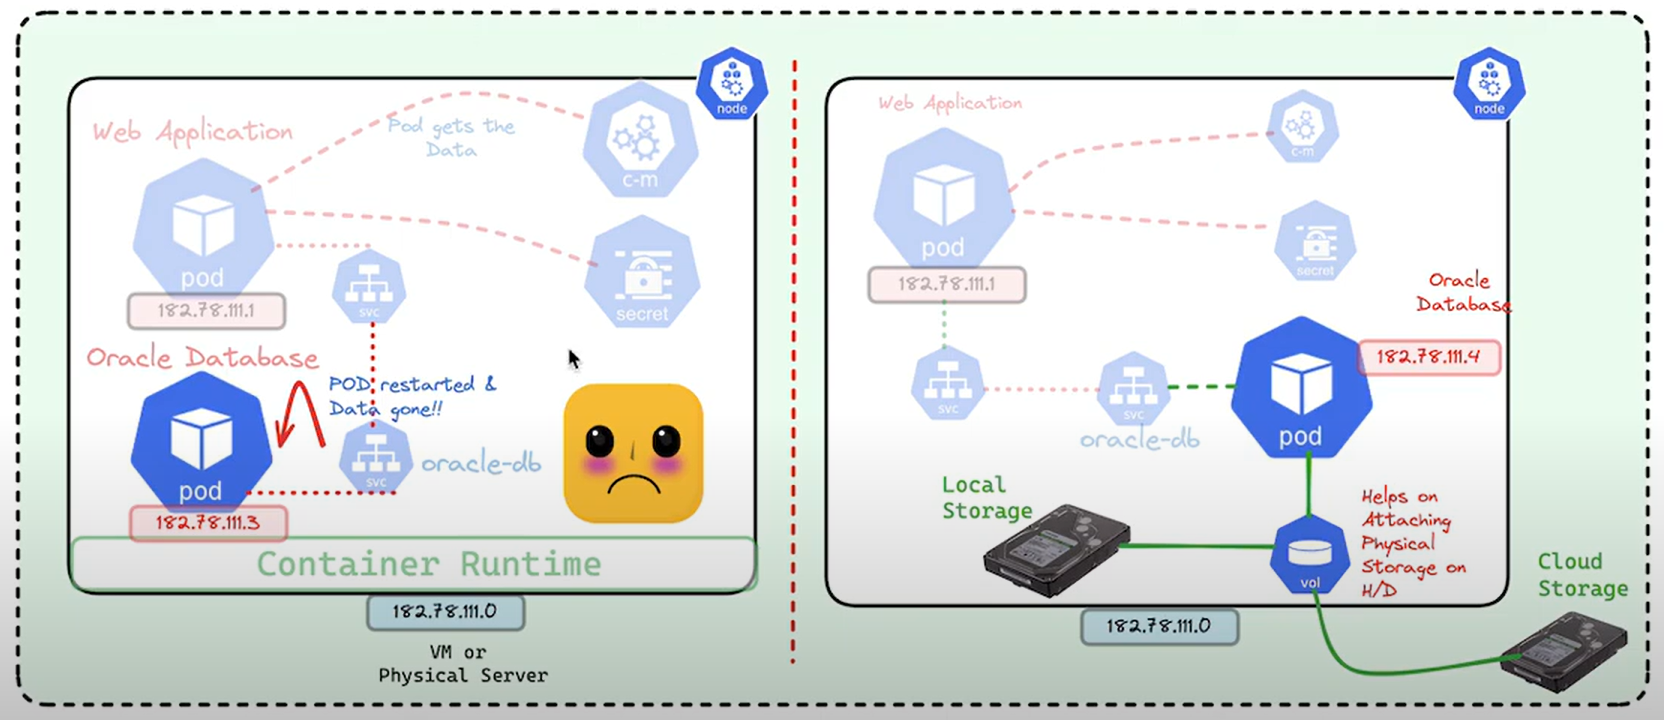 node
Web Application
Pod gets the
Data
c-m
pod
182.78.111.1
svc
secret
Oracle Database
POD restarted &
Data gone!!
pod
svc
oracle-db
182.78.111.3
Container Runtime
182.78.111.0
VM or
Physical Server
node
Web Application
c-m
pod
182.78.111.1
secret
Oracle
Database
182.78.111.4
svc
svc
oracle-db
pod
Local
Storage
Helps on
Attaching
Physical
Storage on
H/D
vol
182.78.111.0
Cloud
Storage